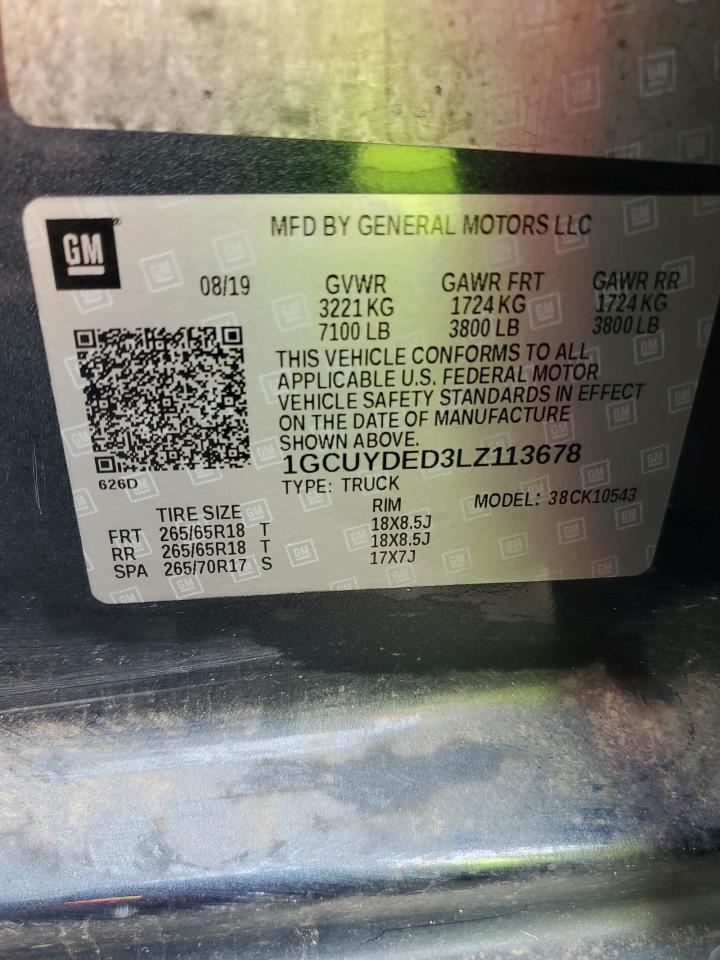 GM
MFD BY GENERAL MOTORS LLC
08/19 GVWR GAWR FRT GAWR RR
3221 KG 1724 KG 1724 KG
7100 LB 3800 LB 3800 LB
THIS VEHICLE CONFORMS TO ALL
APPLICABLE U.S. FEDERAL MOTOR
VEHICLE SAFETY STANDARDS IN EFFECT
ON THE DATE OF MANUFACTURE
SHOWN ABOVE.
1GCUYDED3LZ113678
626D
TYPE: TRUCK
MODEL: 38CK10543
TIRE SIZE RIM
FRT 265/65R18 T 18X8.5J
RR 265/65R18 T 18X8.5J
SPA 265/70R17 S 17X7J